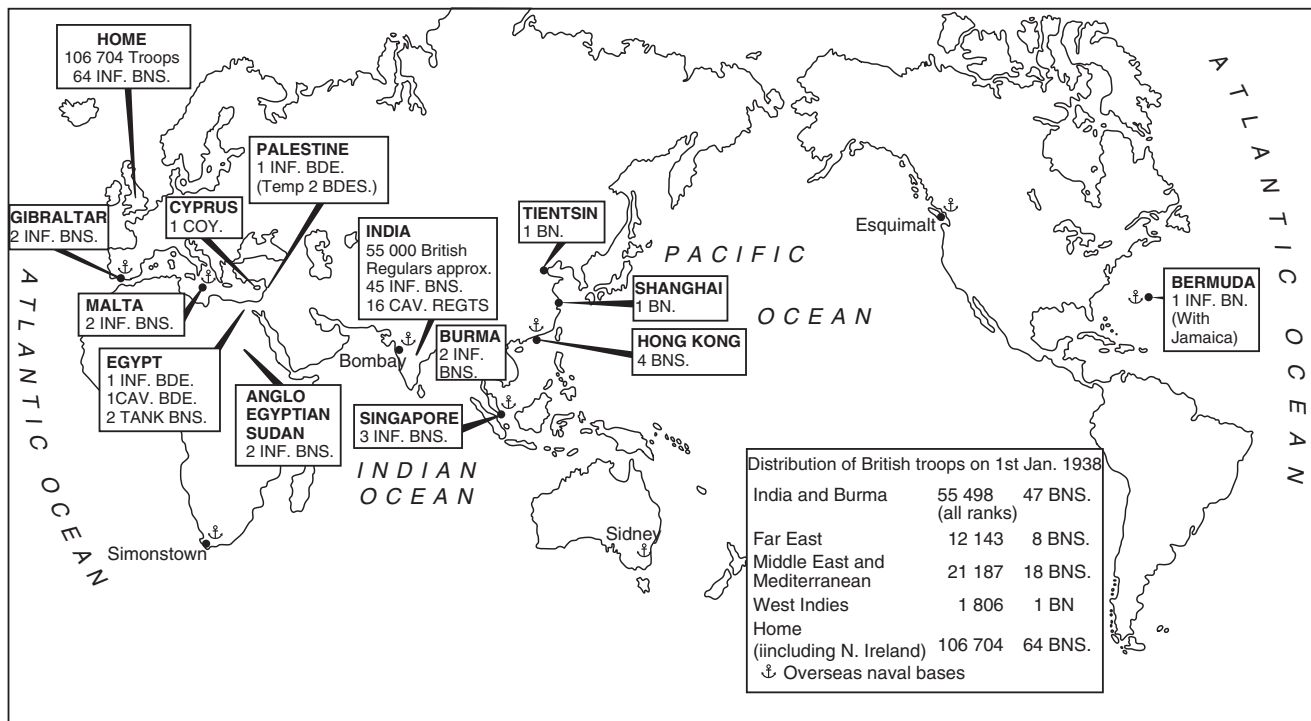 HOME
106 704 Troops
64 INF. BNS.
PALESTINE
1 INF. BDE.
(Temp 2 BDES.)
GIBRALTAR
2 INF. BNS.
CYPRUS
1 COY.
INDIA
55 000 British
Regulars approx.
45 INF. BNS.
16 CAV. REGTS
TIENTSIN
1 BN.
MALTA
2 INF. BNS.
SHANGHAI
1 BN.
BURMA
2 INF.
BNS.
HONG KONG
4 BNS.
Bombay
EGYPT
1 INF. BDE.
1CAV. BDE.
2 TANK BNS.
ANGLO
EGYPTIAN
SUDAN
2 INF. BNS.
SINGAPORE
3 INF. BNS.
Esquimalt
BERMUDA
1 INF. BN.
(With
Jamaica)
Simonstown
Sidney
ATLANTIC OCEAN
INDIAN
OCEAN
PACIFIC
OCEAN
ATLANTIC OCEAN
ATLANTIC OCEAN
Distribution of British troops on 1st Jan. 1938
India and Burma 55 498 47 BNS.
(all ranks)
Far East 12 143 8 BNS.
Middle East and
Mediterranean 21 187 18 BNS.
West Indies 1 806 1 BN
Home
(iincluding N. Ireland) 106 704 64 BNS.
Overseas naval bases